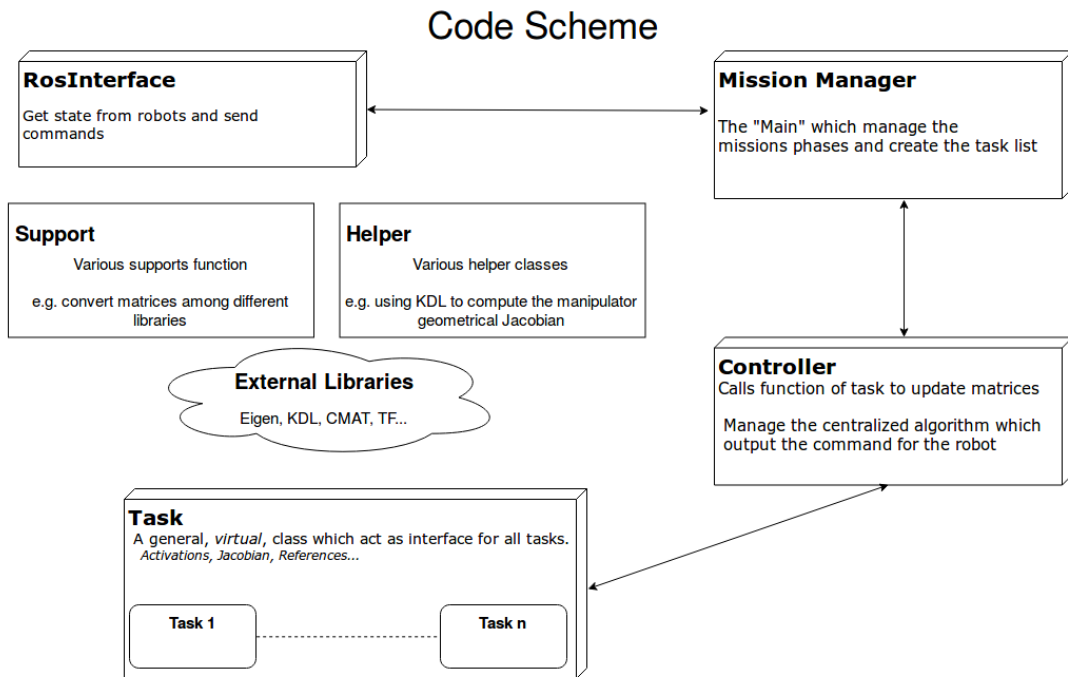 Code Scheme
RosInterface
Get state from robots and send
commands
Mission Manager
The "Main" which manage the
missions phases and create the task list
Support
Various supports function
e.g. convert matrices among different
libraries
Helper
Various helper classes
e.g. using KDL to compute the manipulator
geometrical Jacobian
External Libraries
Eigen, KDL, CMAT, TF...
Controller
Calls function of task to update matrices
Manage the centralized algorithm which
output the command for the robot
Task
A general, virtual, class which act as interface for all tasks.
Activations, Jacobian, References...
Task 1
Task n